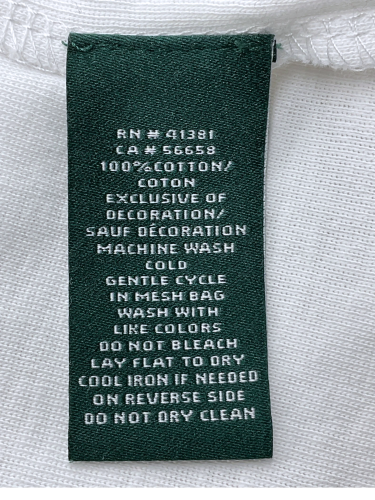 RN # 41381
CA # 56658
100%COTTON/
COTON
EXCLUSIVE OF
DECORATION/
SAUF DÉCORATION
MACHINE WASH
COLD
GENTLE CYCLE
IN MESH BAG
WASH WITH
LIKE COLORS
DO NOT BLEACH
LAY FLAT TO DRY
COOL IRON IF NEEDED
ON REVERSE SIDE
DO NOT DRY CLEAN